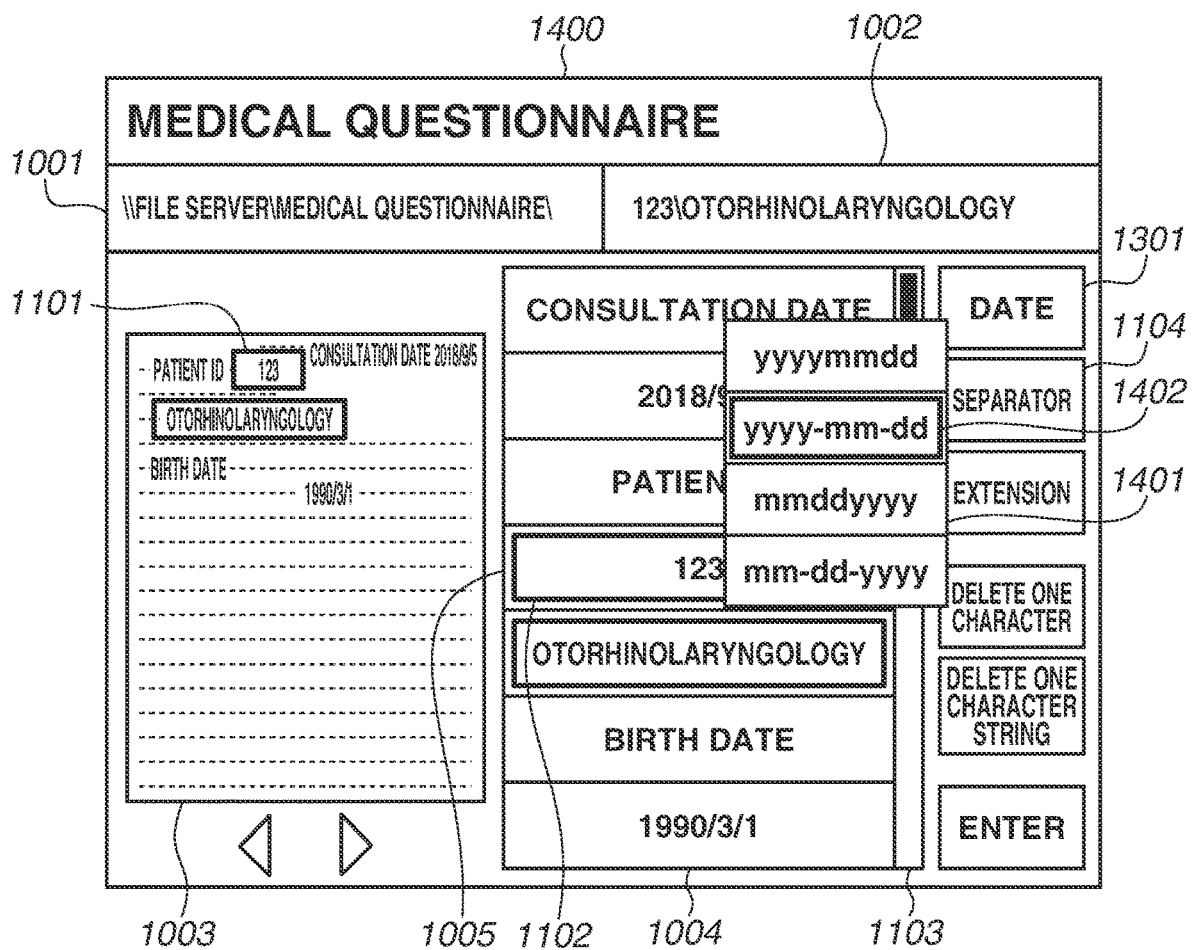 1400
1002
MEDICAL QUESTIONNAIRE
1001
\\FILE SERVER\MEDICAL QUESTIONNAIRE\
123\OTORHINOLARYNGOLOGY
1301
1101
CONSULTATION DATE
DATE
1104
CONSULTATION DATE 2018/9/5
PATIENT ID
123
yyyymmdd
1402
2018/9
SEPARATOR
OTORHINOLARYNGOLOGY
yyyy-mm-dd
BIRTH DATE
PATIEN
1401
1990/3/1
mmddyyyy
EXTENSION
123
mm-dd-yyyy
DELETE ONE
CHARACTER
OTORHINOLARYNGOLOGY
DELETE ONE
CHARACTER
STRING
BIRTH DATE
1990/3/1
ENTER
1003
1005
1102
1004
1103